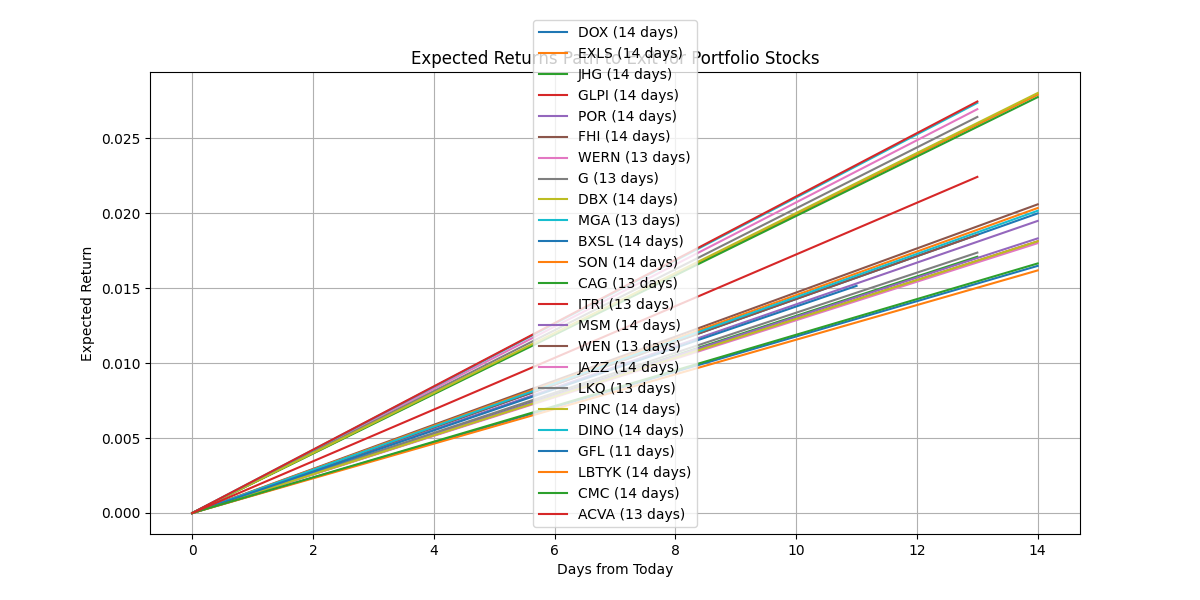 Expected Returns Path to Exit for Portfolio Stocks
DOX (14 days)
EXLS (14 days)
JHG (14 days)
GLPI (14 days)
POR (14 days)
FHI (14 days)
WERN (13 days)
G (13 days)
DBX (14 days)
MGA (13 days)
BXSL (14 days)
SON (14 days)
CAG (13 days)
ITRI (13 days)
MSM (14 days)
WEN (13 days)
JAZZ (14 days)
LKQ (13 days)
PINC (14 days)
DINO (14 days)
GFL (11 days)
LBTYK (14 days)
CMC (14 days)
ACVA (13 days)
Expected Return
0.025
0.020
0.015
0.010
0.005
0.000
0 2 4 6 8 10 12 14
Days from Today